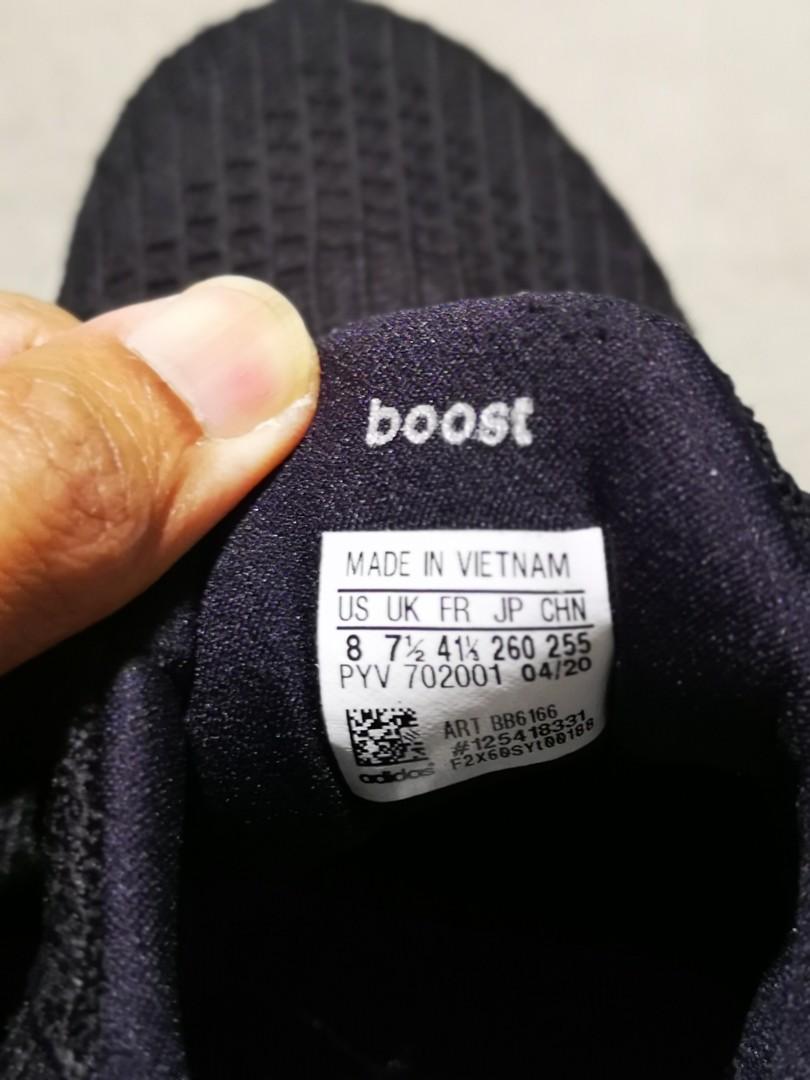 boost
MADE IN VIETNAM
US UK FR JP CHN
8 7½ 41⅓ 260 255
PYV 702001 04/20
ART BB6166
#125418331
F2X60SYt00188
adidas